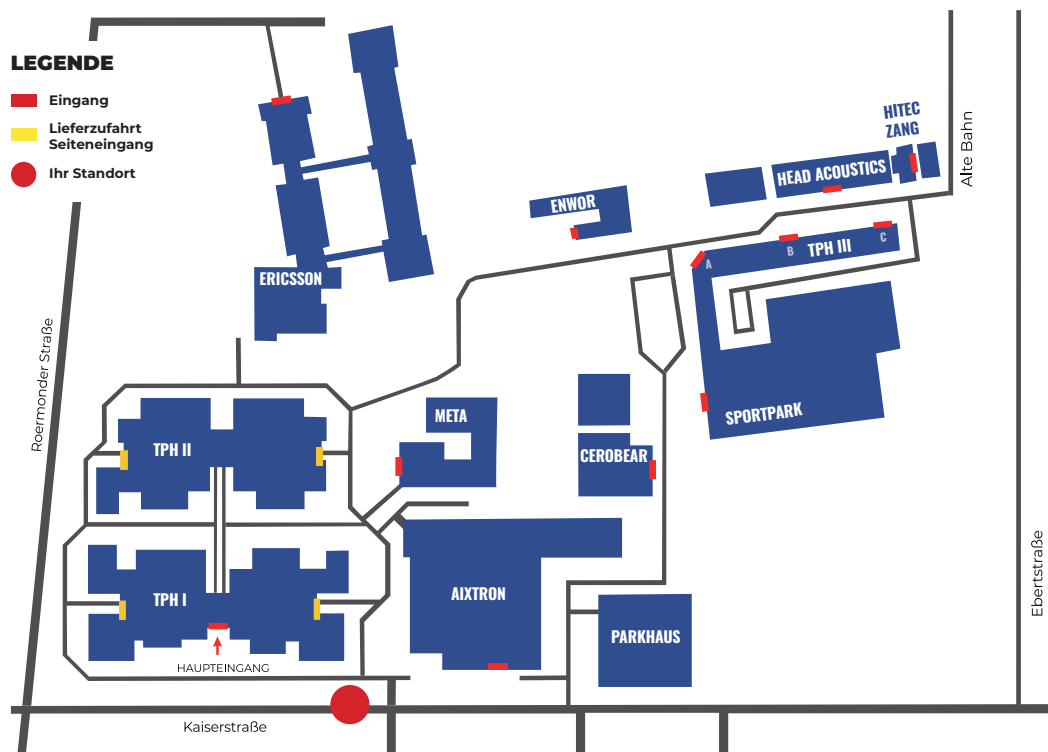 LEGENDE
Eingang
Lieferzufahrt
Seiteneingang
Ihr Standort
HITEC
ZANG
HEAD ACOUSTICS
Alte Bahn
ENWOR
A
B
TPH III
C
ERICSSON
Roermonder Straße
META
SPORTPARK
TPH II
CEROBEAR
Ebertstraße
TPH I
AIXTRON
PARKHAUS
HAUPTEINGANG
Kaiserstraße